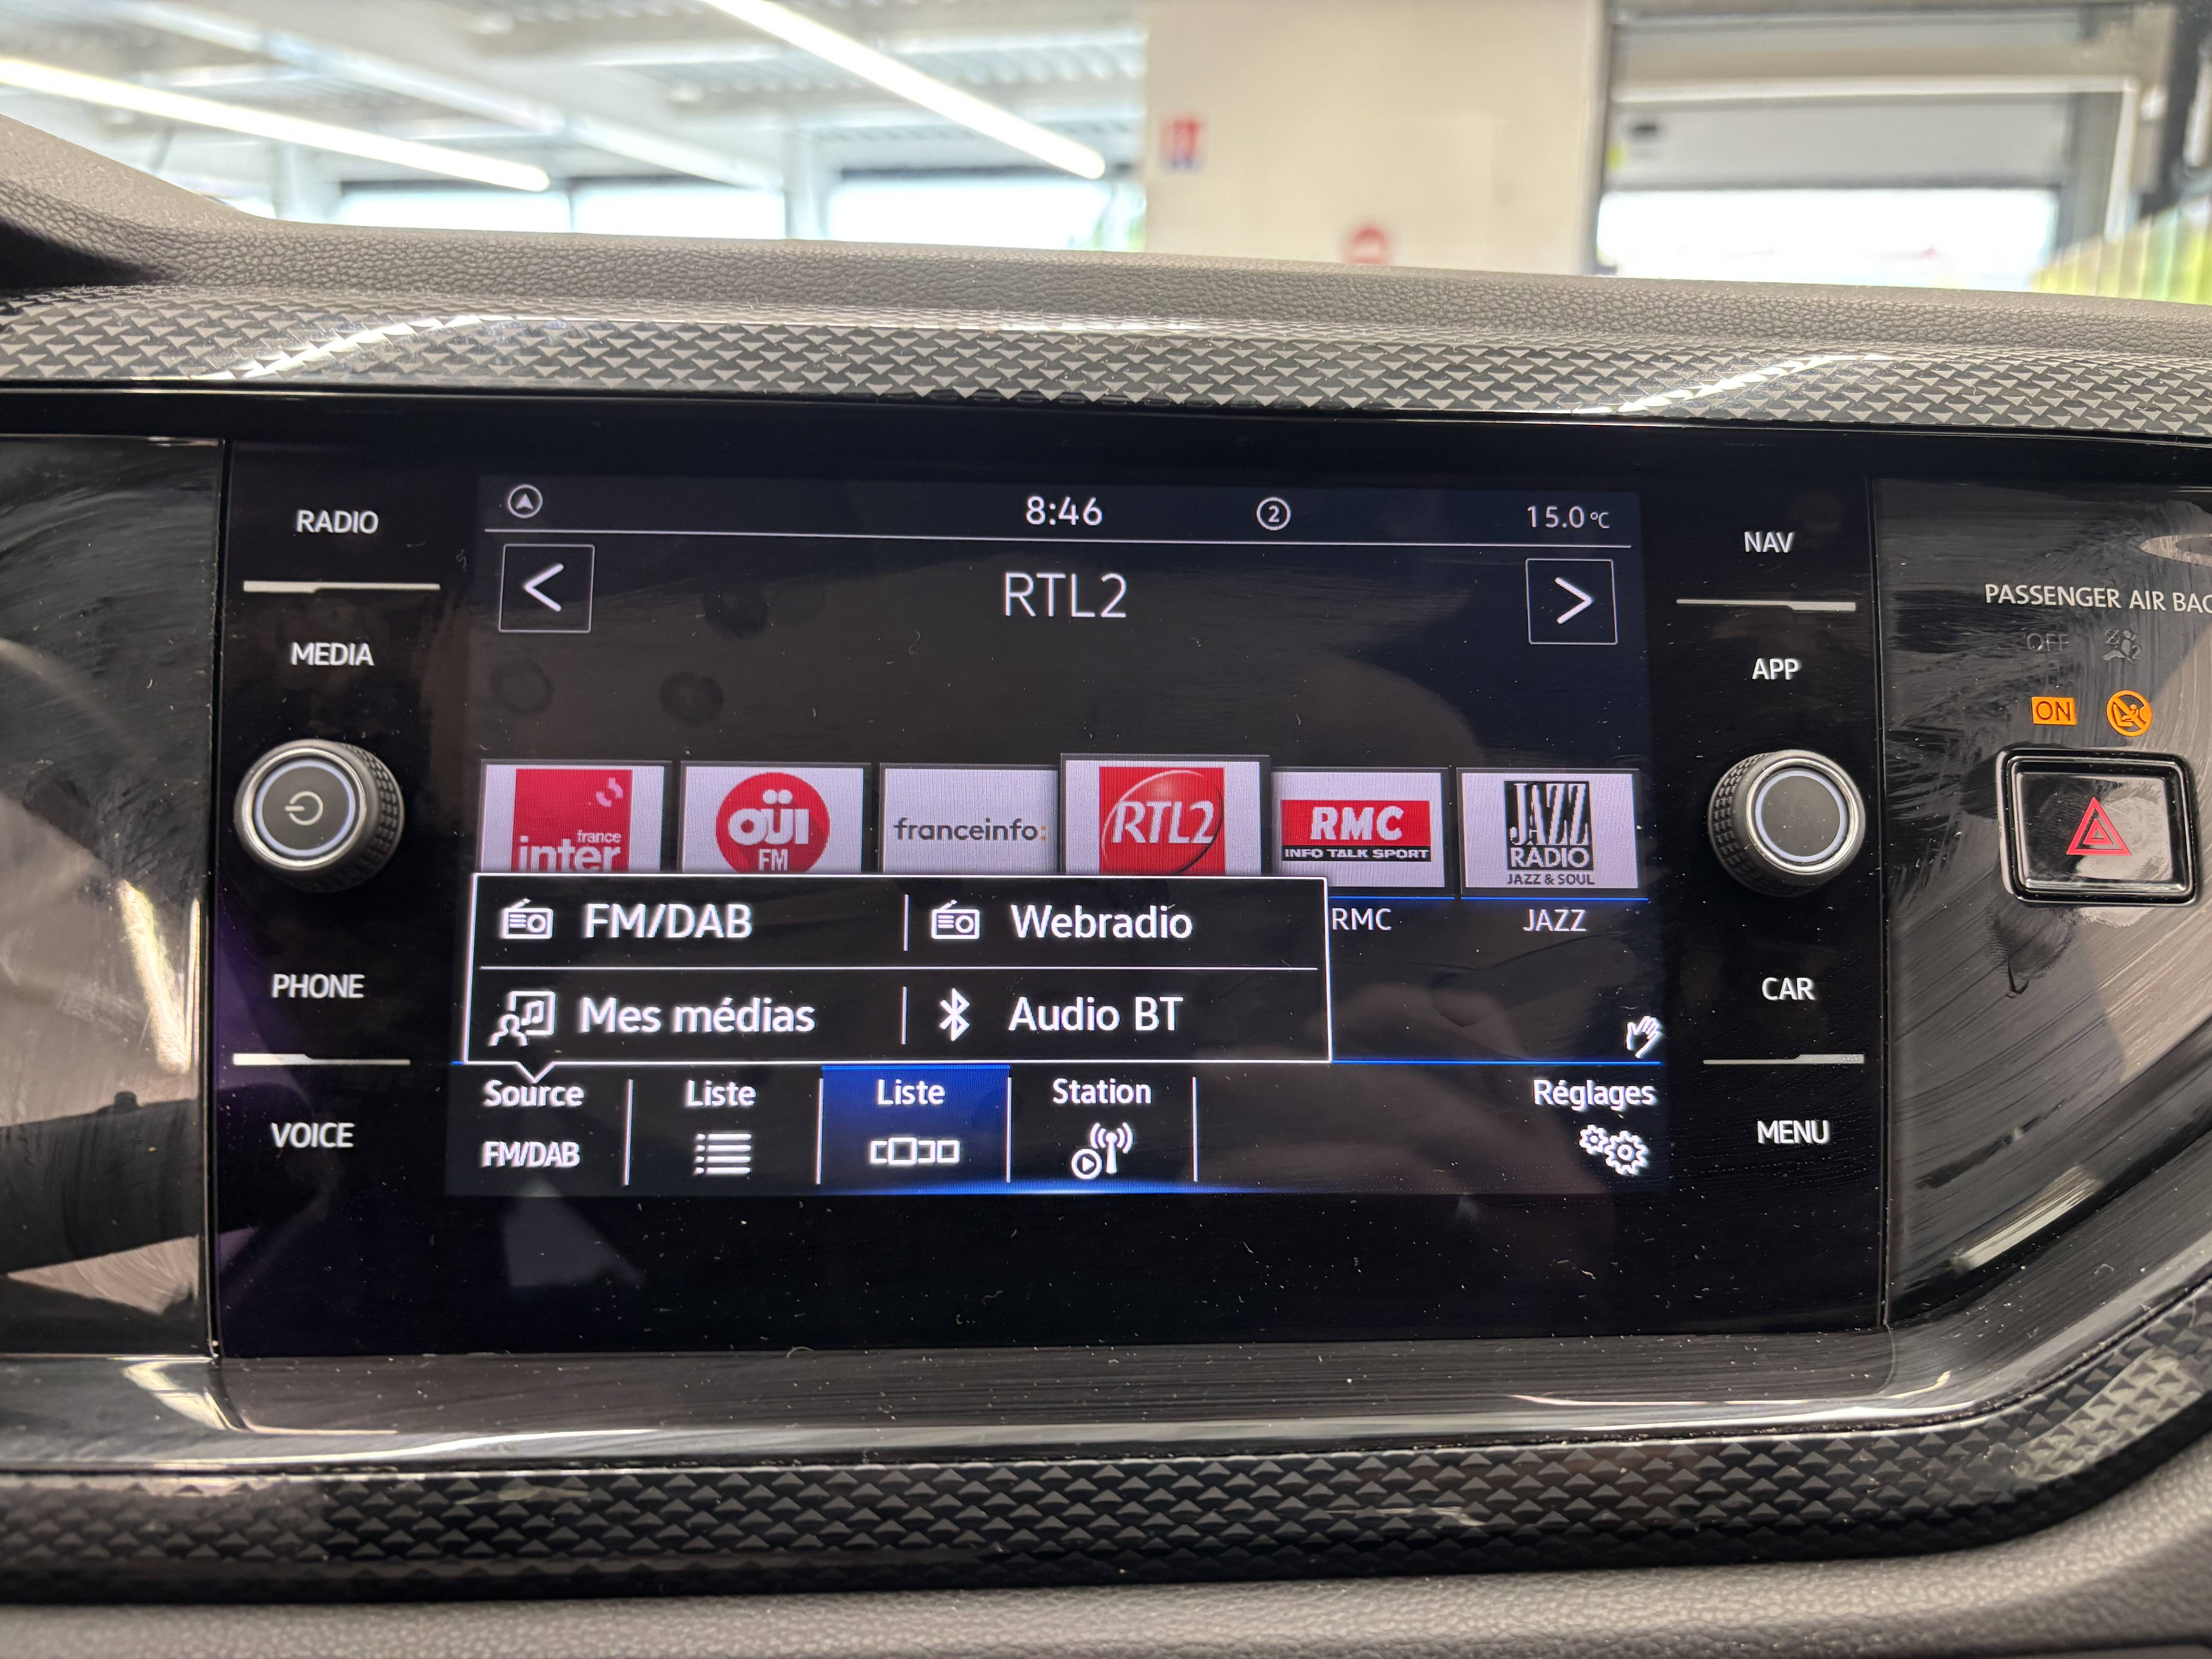 RADIO
MEDIA
PHONE
VOICE
8:46
2
15.0°C
RTL2
france
inter
OÜI
FM
franceinfo:
RTL2
RMC
INFO TALK SPORT
JAZZ
RADIO
JAZZ & SOUL
RMC
JAZZ
FM/DAB
Webradio
Mes médias
Audio BT
Source
FM/DAB
Liste
Liste
Station
Réglages
NAV
APP
CAR
MENU
PASSENGER AIR BAG
OFF
ON